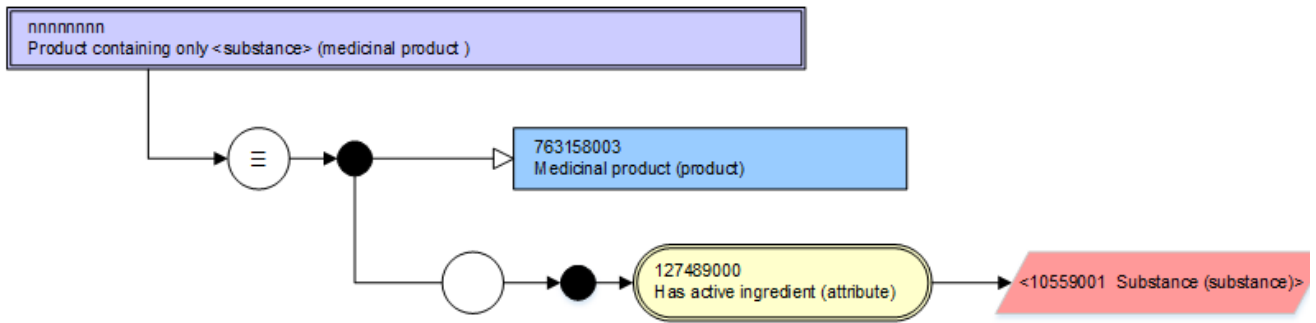 nnnnnnnn
Product containing only <substance> (medicinal product )
☰
763158003
Medicinal product (product)
127489000
Has active ingredient (attribute)
<10559001  Substance (substance)>